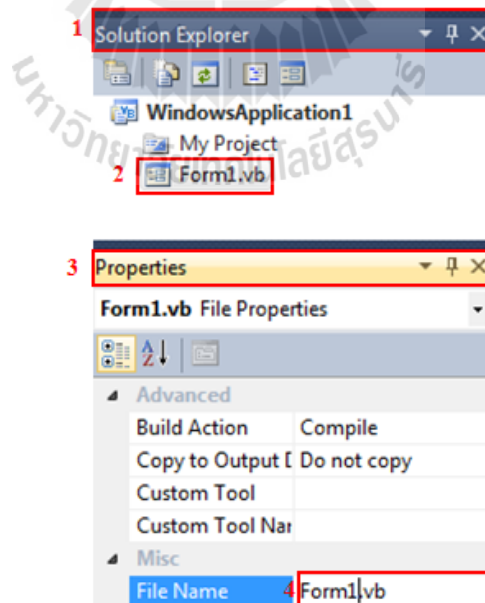 1 Solution Explorer
WindowsApplication1
My Project
2 Form1.vb
3 Properties
Form1.vb File Properties
Advanced
Build Action Compile
Copy to Output D Do not copy
Custom Tool
Custom Tool Nar
Misc
File Name 4 Form1.vb